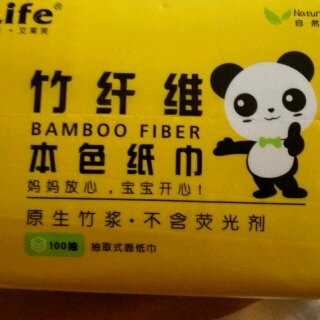 Life®
艾莱芙
Natur
自然
竹纤维
BAMBOO FIBER
本色纸巾
妈妈放心,宝宝开心!
原生竹浆·不含荧光剂
100抽 抽取式面纸巾